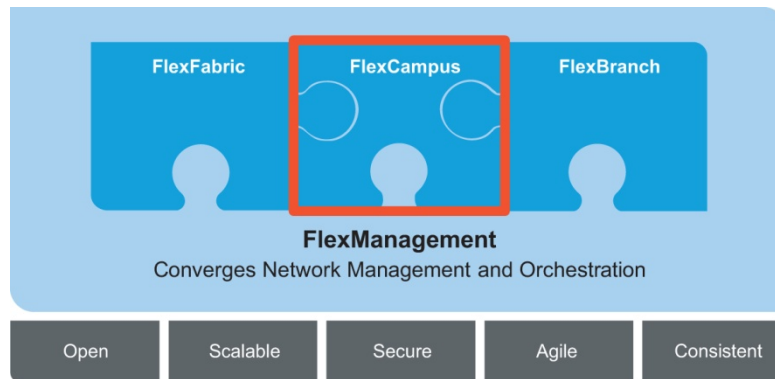 FlexFabric
FlexCampus
FlexBranch
FlexManagement
Converges Network Management and Orchestration
Open
Scalable
Secure
Agile
Consistent